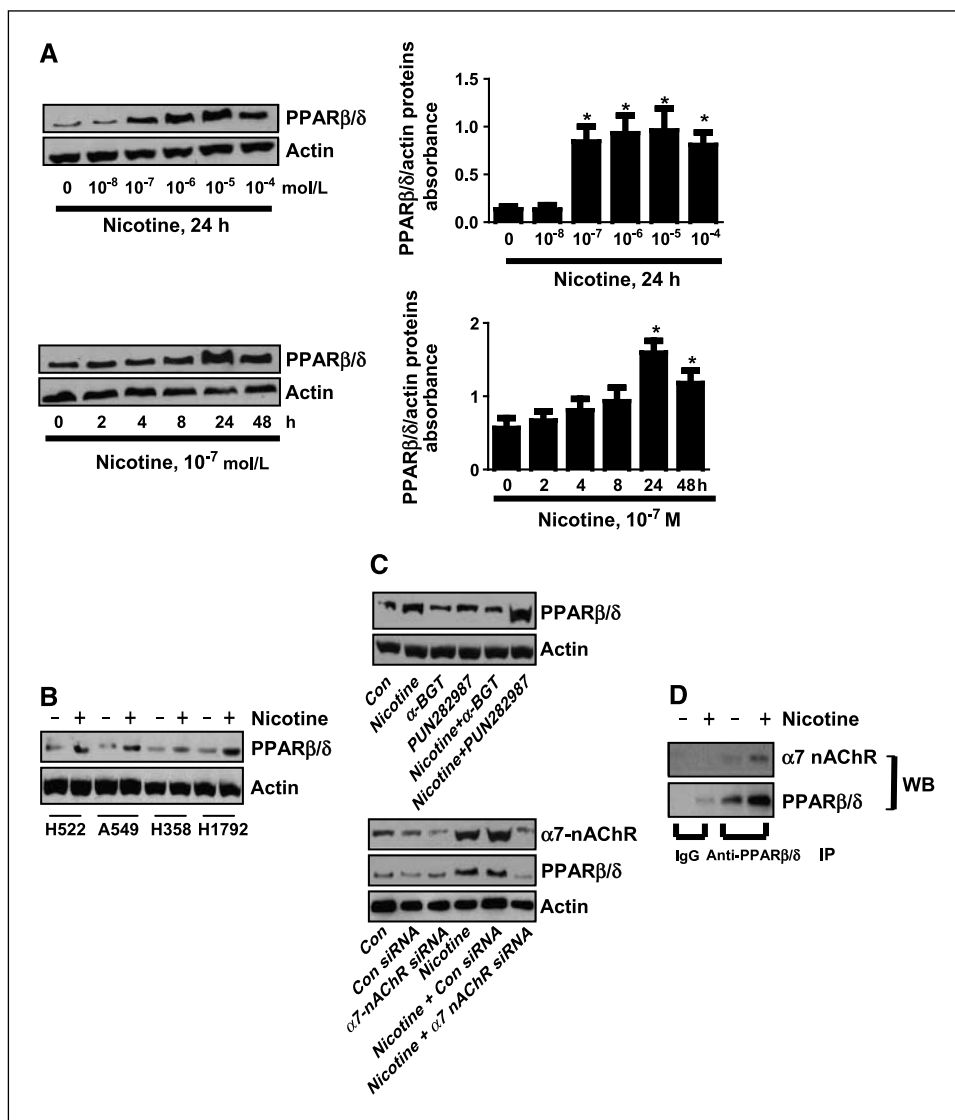 A
PPARβ/δ
Actin
0 10⁻⁸ 10⁻⁷ 10⁻⁶ 10⁻⁵ 10⁻⁴ mol/L
Nicotine, 24 h
PPARβ/δ/actin proteins
absorbance
1.5
1.0
0.5
0.0
* * * *
0 10⁻⁸ 10⁻⁷ 10⁻⁶ 10⁻⁵ 10⁻⁴
Nicotine, 24 h
PPARβ/δ
Actin
0 2 4 8 24 48 h
Nicotine, 10⁻⁷ mol/L
PPARβ/δ/actin proteins
absorbance
2
1
0
* *
0 2 4 8 24 48h
Nicotine, 10⁻⁷ M
B
– + – + – + – + Nicotine
PPARβ/δ
Actin
H522 A549 H358 H1792
C
PPARβ/δ
Actin
Con
Nicotine
α-BGT
PUN282987
Nicotine+α-BGT
Nicotine+PUN282987
α7-nAChR
PPARβ/δ
Actin
Con
Con siRNA
α7-nAChR siRNA
Nicotine
Nicotine + Con siRNA
Nicotine + α7 nAChR siRNA
D
– + – + Nicotine
α7 nAChR
PPARβ/δ
WB
IgG Anti-PPARβ/δ IP